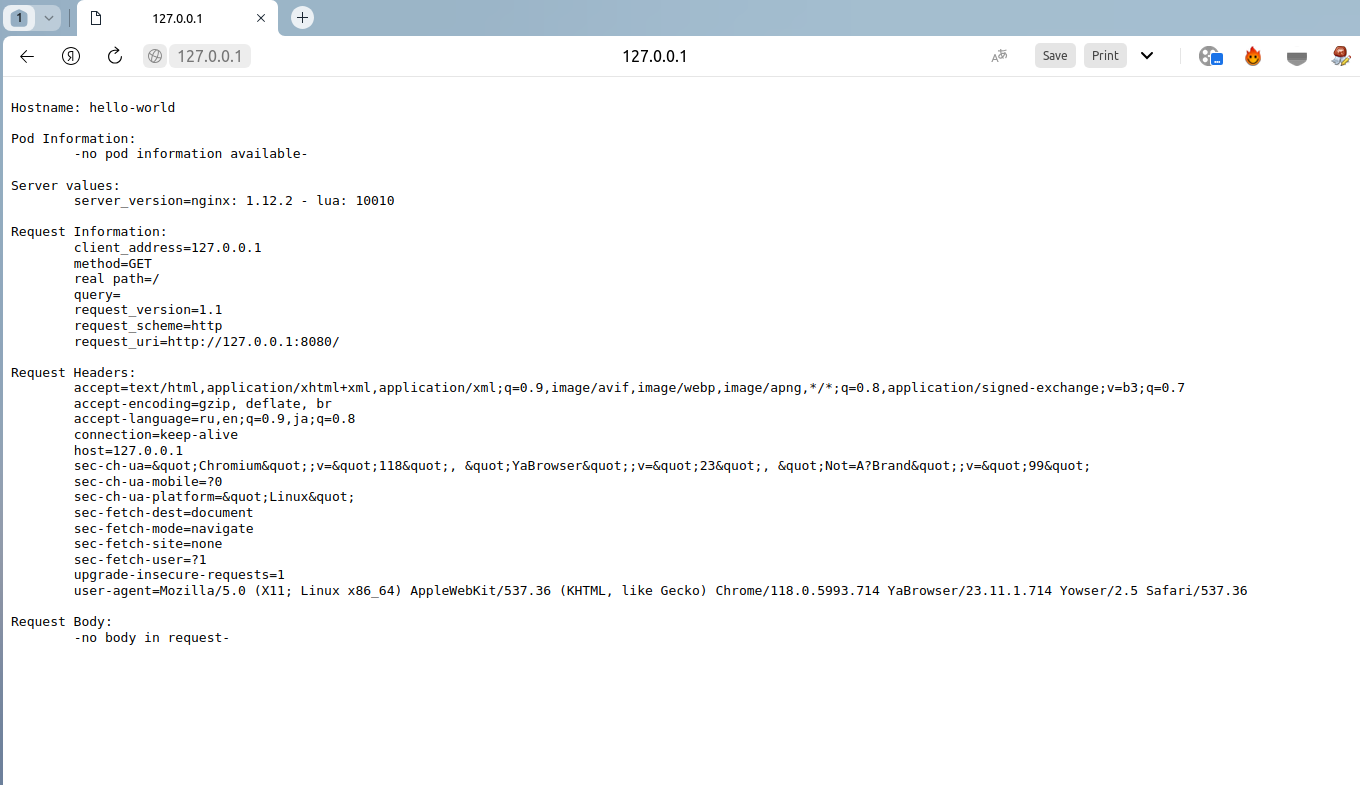 1
127.0.0.1
127.0.0.1
127.0.0.1
Save
Print
Hostname: hello-world
Pod Information:
-no pod information available-
Server values:
server_version=nginx: 1.12.2 - lua: 10010
Request Information:
client_address=127.0.0.1
method=GET
real path=/
query=
request_version=1.1
request_scheme=http
request_uri=http://127.0.0.1:8080/
Request Headers:
accept=text/html,application/xhtml+xml,application/xml;q=0.9,image/avif,image/webp,image/apng,*/*;q=0.8,application/signed-exchange;v=b3;q=0.7
accept-encoding=gzip, deflate, br
accept-language=ru,en;q=0.9,ja;q=0.8
connection=keep-alive
host=127.0.0.1
sec-ch-ua=&quot;Chromium&quot;;v=&quot;118&quot;, &quot;YaBrowser&quot;;v=&quot;23&quot;, &quot;Not=A?Brand&quot;;v=&quot;99&quot;
sec-ch-ua-mobile=?0
sec-ch-ua-platform=&quot;Linux&quot;
sec-fetch-dest=document
sec-fetch-mode=navigate
sec-fetch-site=none
sec-fetch-user=?1
upgrade-insecure-requests=1
user-agent=Mozilla/5.0 (X11; Linux x86_64) AppleWebKit/537.36 (KHTML, like Gecko) Chrome/118.0.5993.714 YaBrowser/23.11.1.714 Yowser/2.5 Safari/537.36
Request Body:
-no body in request-